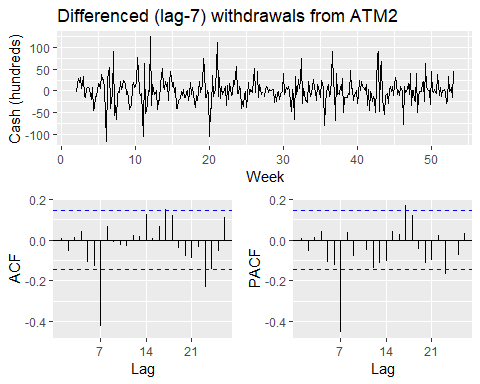 Differenced (lag-7) withdrawals from ATM2
Cash (hundreds)
100
50
0
-50
-100
0 10 20 30 40 50
Week
ACF
0.2
0.0
-0.2
-0.4
7 14 21
Lag
PACF
0.2
0.0
-0.2
-0.4
7 14 21
Lag